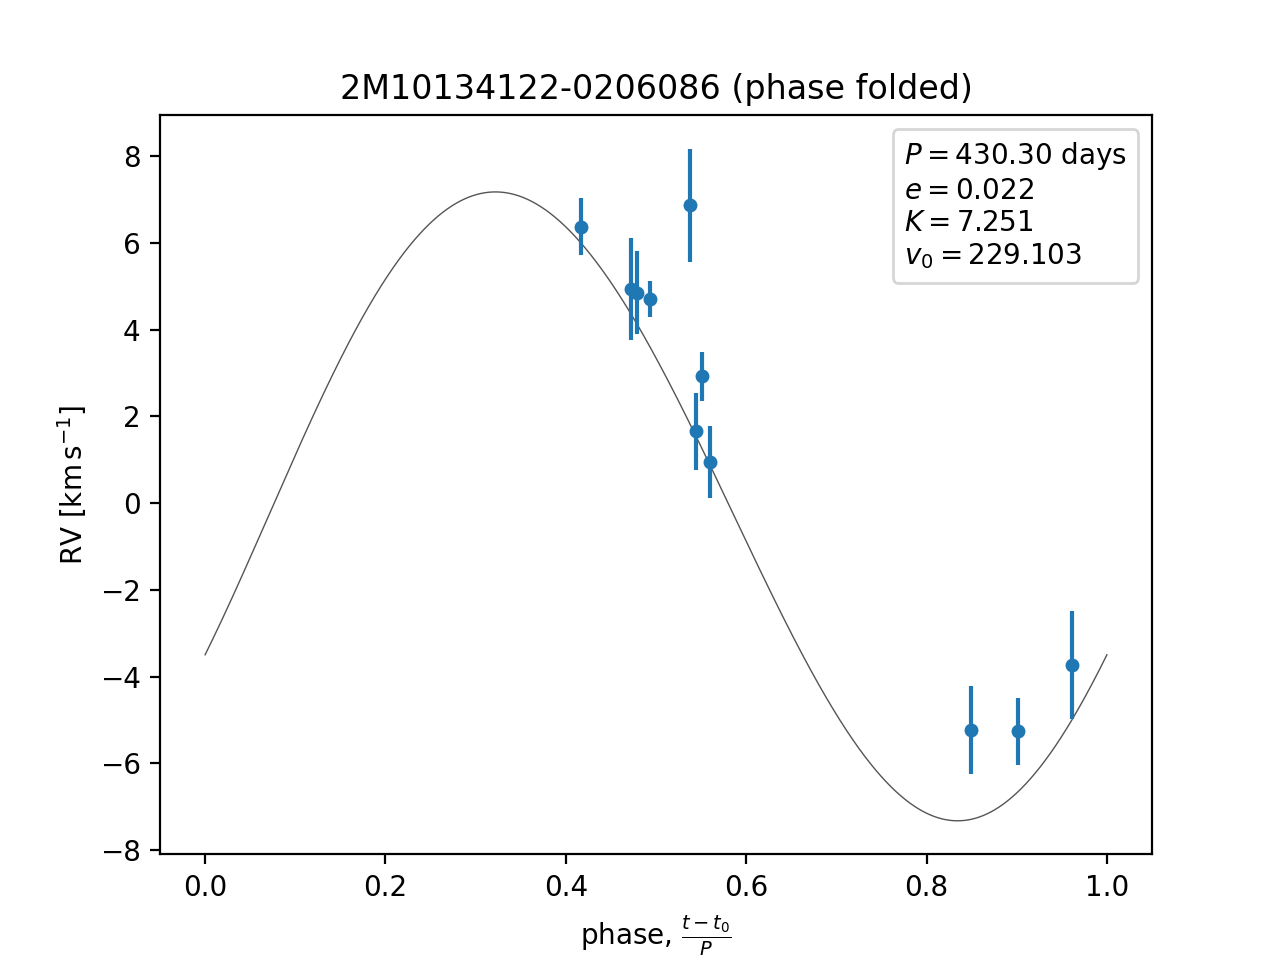 2M10134122-0206086 (phase folded)
P = 430.30 days
e = 0.022
K = 7.251
v₀ = 229.103
RV [km s⁻¹]
8
6
4
2
0
−2
−4
−6
−8
0.0 0.2 0.4 0.6 0.8 1.0
phase, (t − t₀)/P